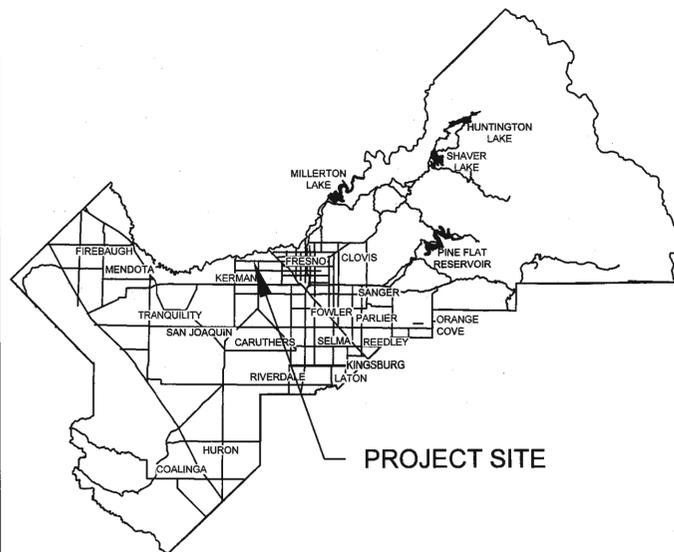 HUNTINGTON
LAKE
SHAVER
LAKE
MILLERTON
LAKE
FIREBAUGH
MENDOTA
KERMAN
FRESNO
CLOVIS
PINE FLAT
RESERVOIR
SANGER
TRANQUILITY
FOWLER
PARLIER
ORANGE
COVE
SAN JOAQUIN
CARUTHERS
SELMA
REEDLEY
KINGSBURG
RIVERDALE
LATON
HURON
COALINGA
PROJECT SITE